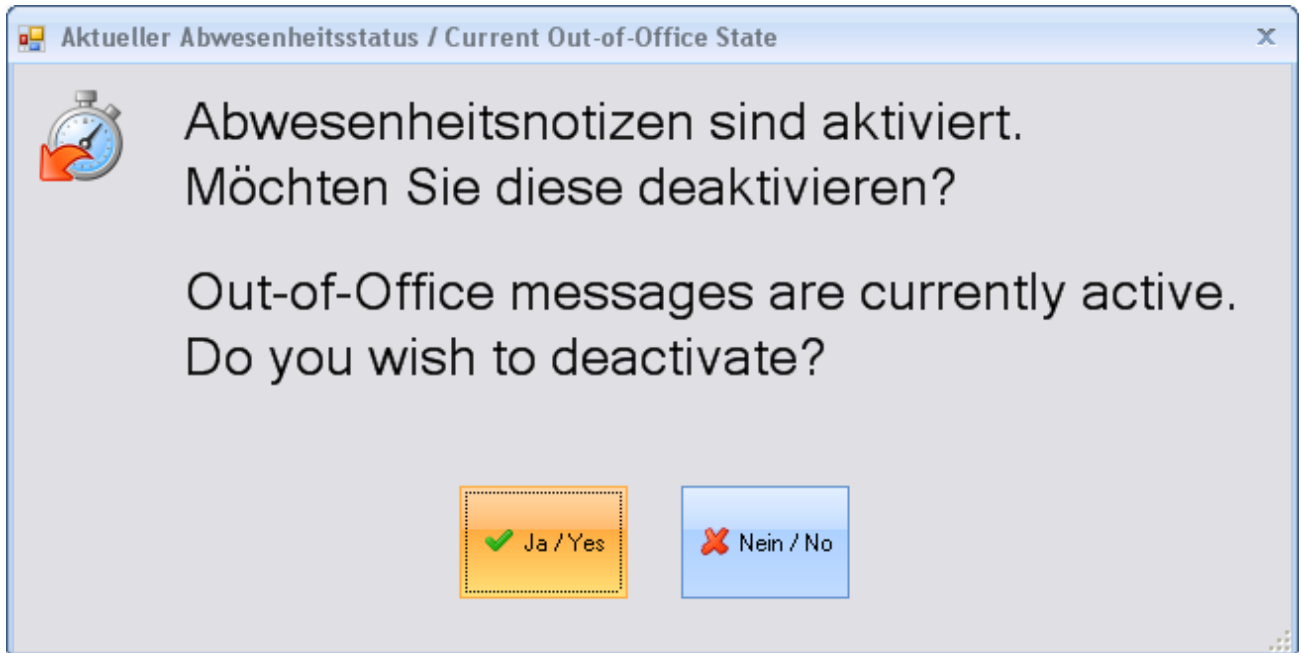 Aktueller Abwesenheitsstatus / Current Out-of-Office State
Abwesenheitsnotizen sind aktiviert.
Möchten Sie diese deaktivieren?
Out-of-Office messages are currently active.
Do you wish to deactivate?
Ja / Yes
Nein / No